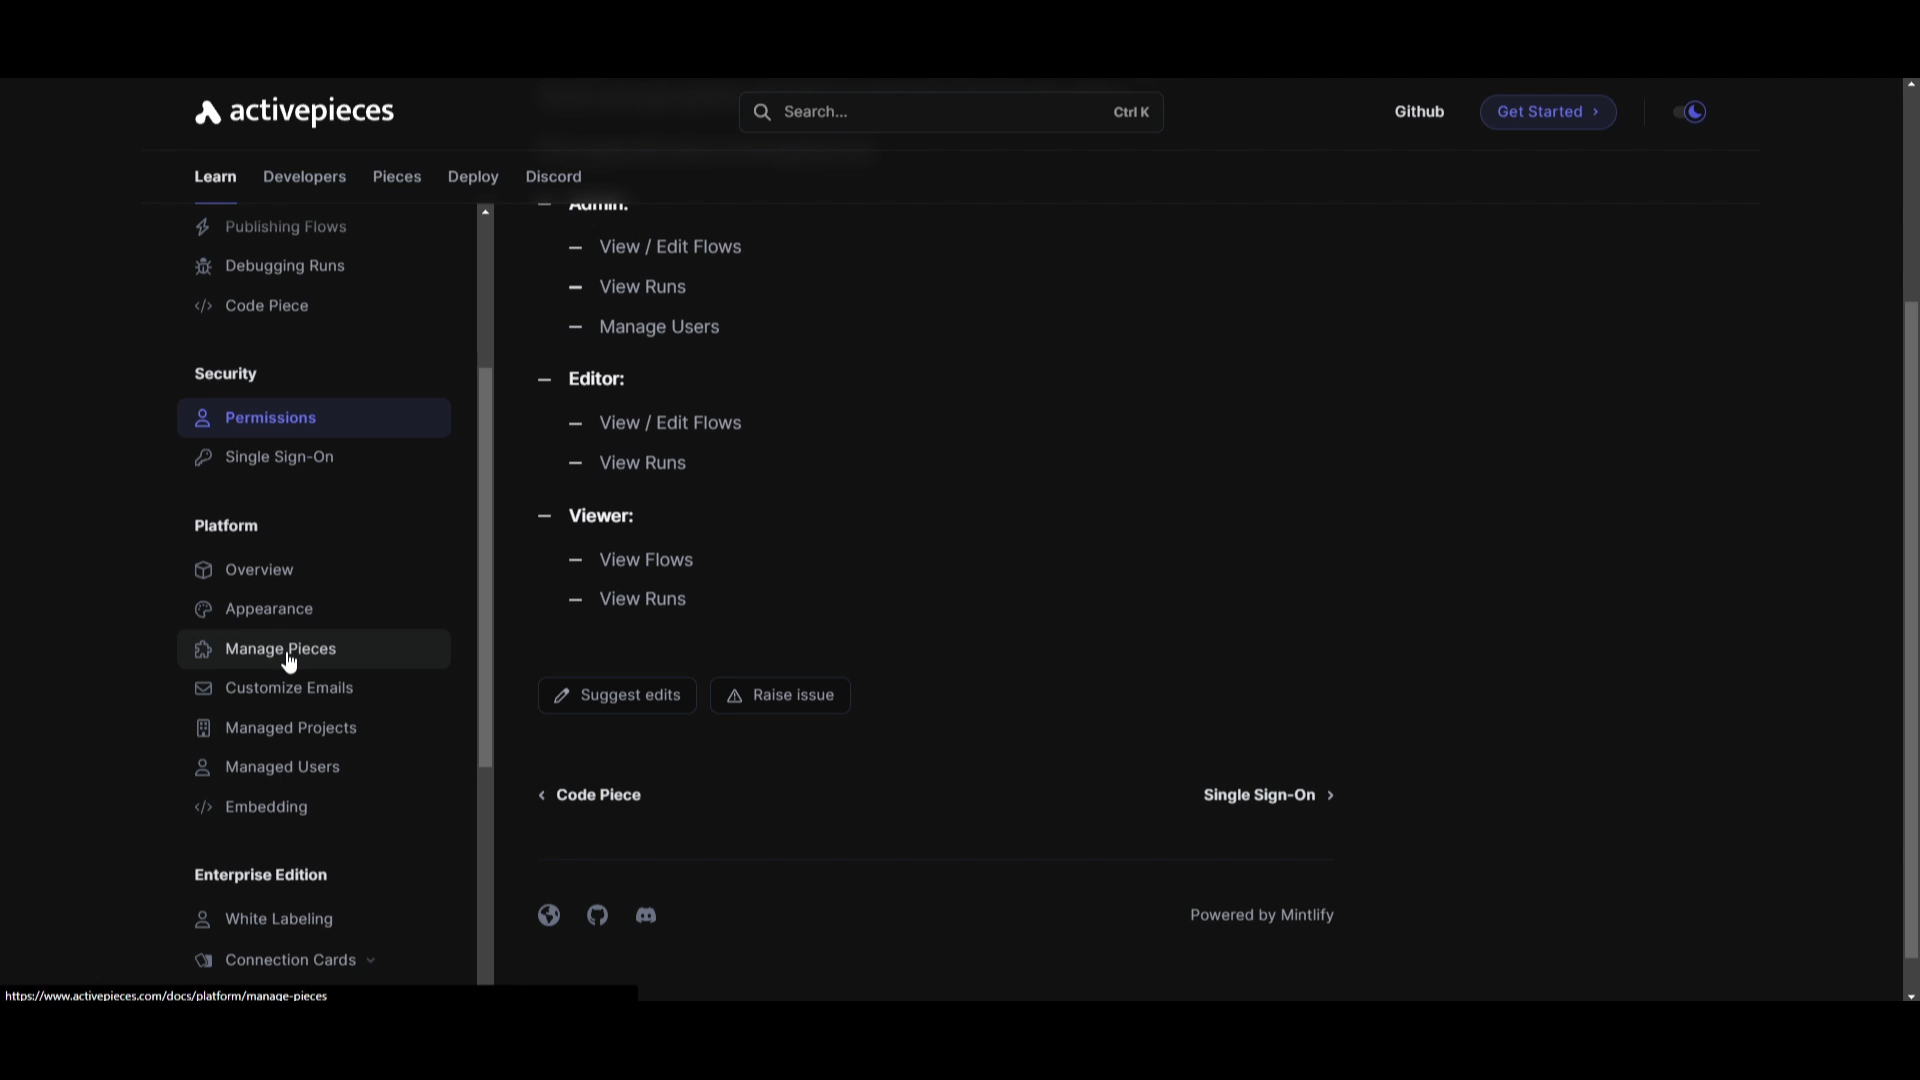 activepieces
Search...
Ctrl K
Github
Get Started
Learn
Developers
Pieces
Deploy
Discord
Publishing Flows
Debugging Runs
Code Piece
Security
Permissions
Single Sign-On
Platform
Overview
Appearance
Manage Pieces
Customize Emails
Managed Projects
Managed Users
Embedding
Enterprise Edition
White Labeling
Connection Cards
Admin:
View / Edit Flows
View Runs
Manage Users
Editor:
View / Edit Flows
View Runs
Viewer:
View Flows
View Runs
Suggest edits
Raise issue
Code Piece
Single Sign-On
Powered by Mintlify
https://www.activepieces.com/docs/platform/manage-pieces